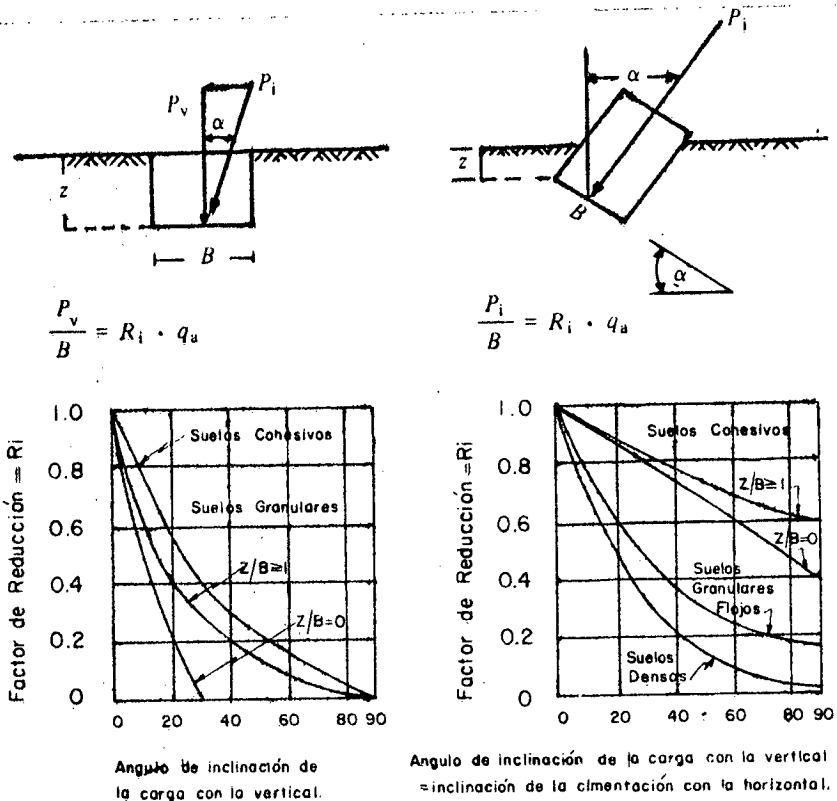 P_v P_i
α
z
B
P_v/B = R_i · q_a
Factor de Reducción = Ri
1.0
0.8
0.6
0.4
0.2
0
Suelos Cohesivos
Suelos Granulares
Z/B≥1
Z/B=0
0 20 40 60 80 90
Angulo de inclinación de
la carga con la vertical.
P_i
α
z
B
α
P_i/B = R_i · q_a
Factor de Reducción = Ri
1.0
0.8
0.6
0.4
0.2
0
Suelos Cohesivos
Z/B≥1
Z/B=0
Suelos
Granulares
Flojos
Suelos
Densos
0 20 40 60 80 90
Angulo de inclinación de la carga con la vertical
=inclinación de la cimentación con la horizontal.